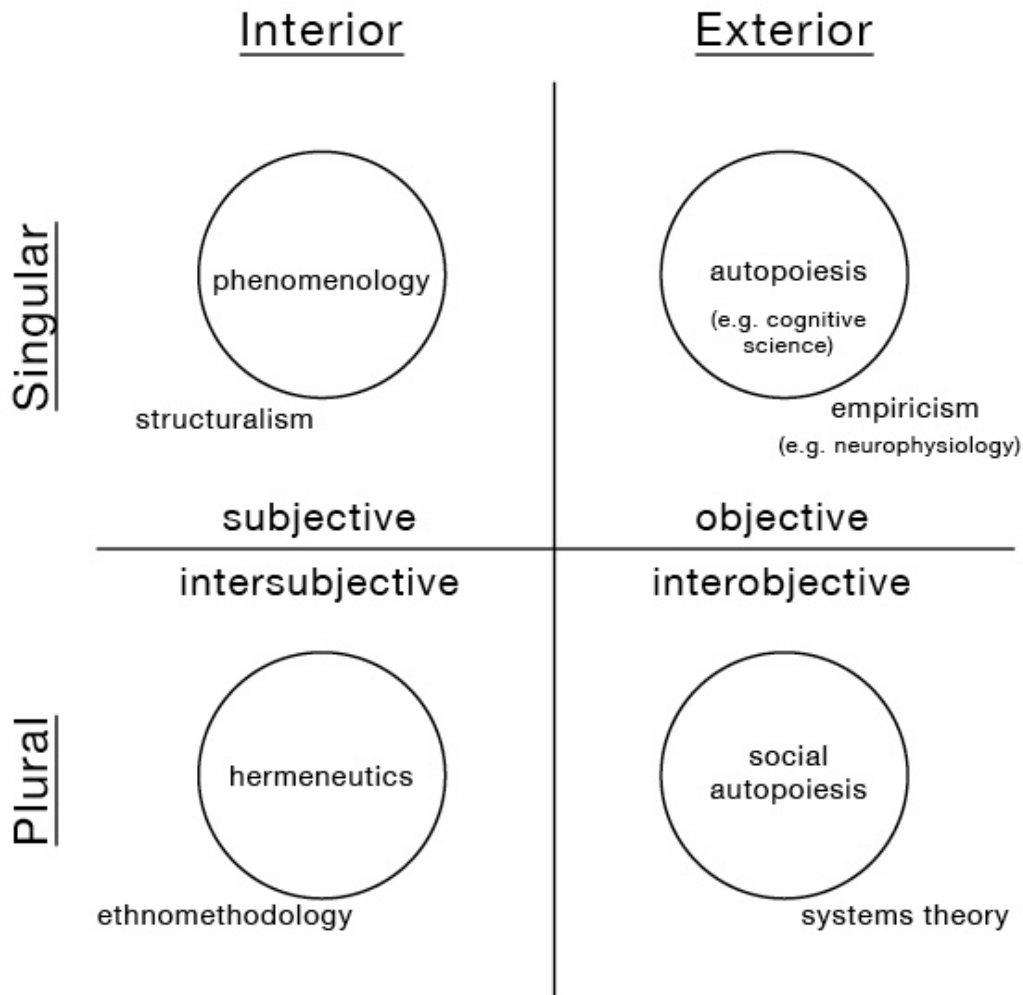 Interior
Exterior
Singular
phenomenology
structuralism
autopoiesis
(e.g. cognitive
science)
empiricism
(e.g. neurophysiology)
subjective
objective
intersubjective
interobjective
Plural
hermeneutics
ethnomethodology
social
autopoiesis
systems theory